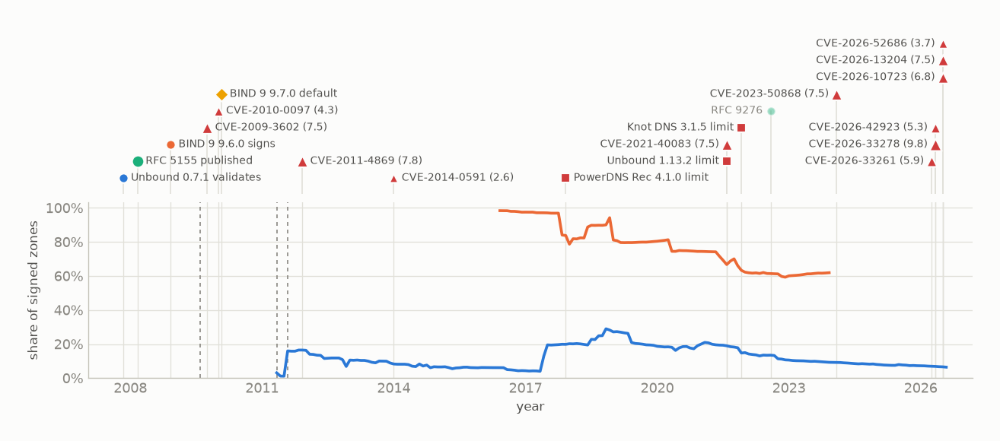 CVE-2026-52686 (3.7)
CVE-2026-13204 (7.5)
CVE-2026-10723 (6.8)
BIND 9 9.7.0 default
CVE-2023-50868 (7.5)
CVE-2010-0097 (4.3)
RFC 9276
CVE-2009-3602 (7.5)
Knot DNS 3.1.5 limit
CVE-2026-42923 (5.3)
BIND 9 9.6.0 signs
CVE-2021-40083 (7.5)
CVE-2026-33278 (9.8)
RFC 5155 published
CVE-2011-4869 (7.8)
Unbound 1.13.2 limit
CVE-2026-33261 (5.9)
Unbound 0.7.1 validates
CVE-2014-0591 (2.6)
PowerDNS Rec 4.1.0 limit
share of signed zones
100%
80%
60%
40%
20%
0%
2008 2011 2014 2017 2020 2023 2026
year